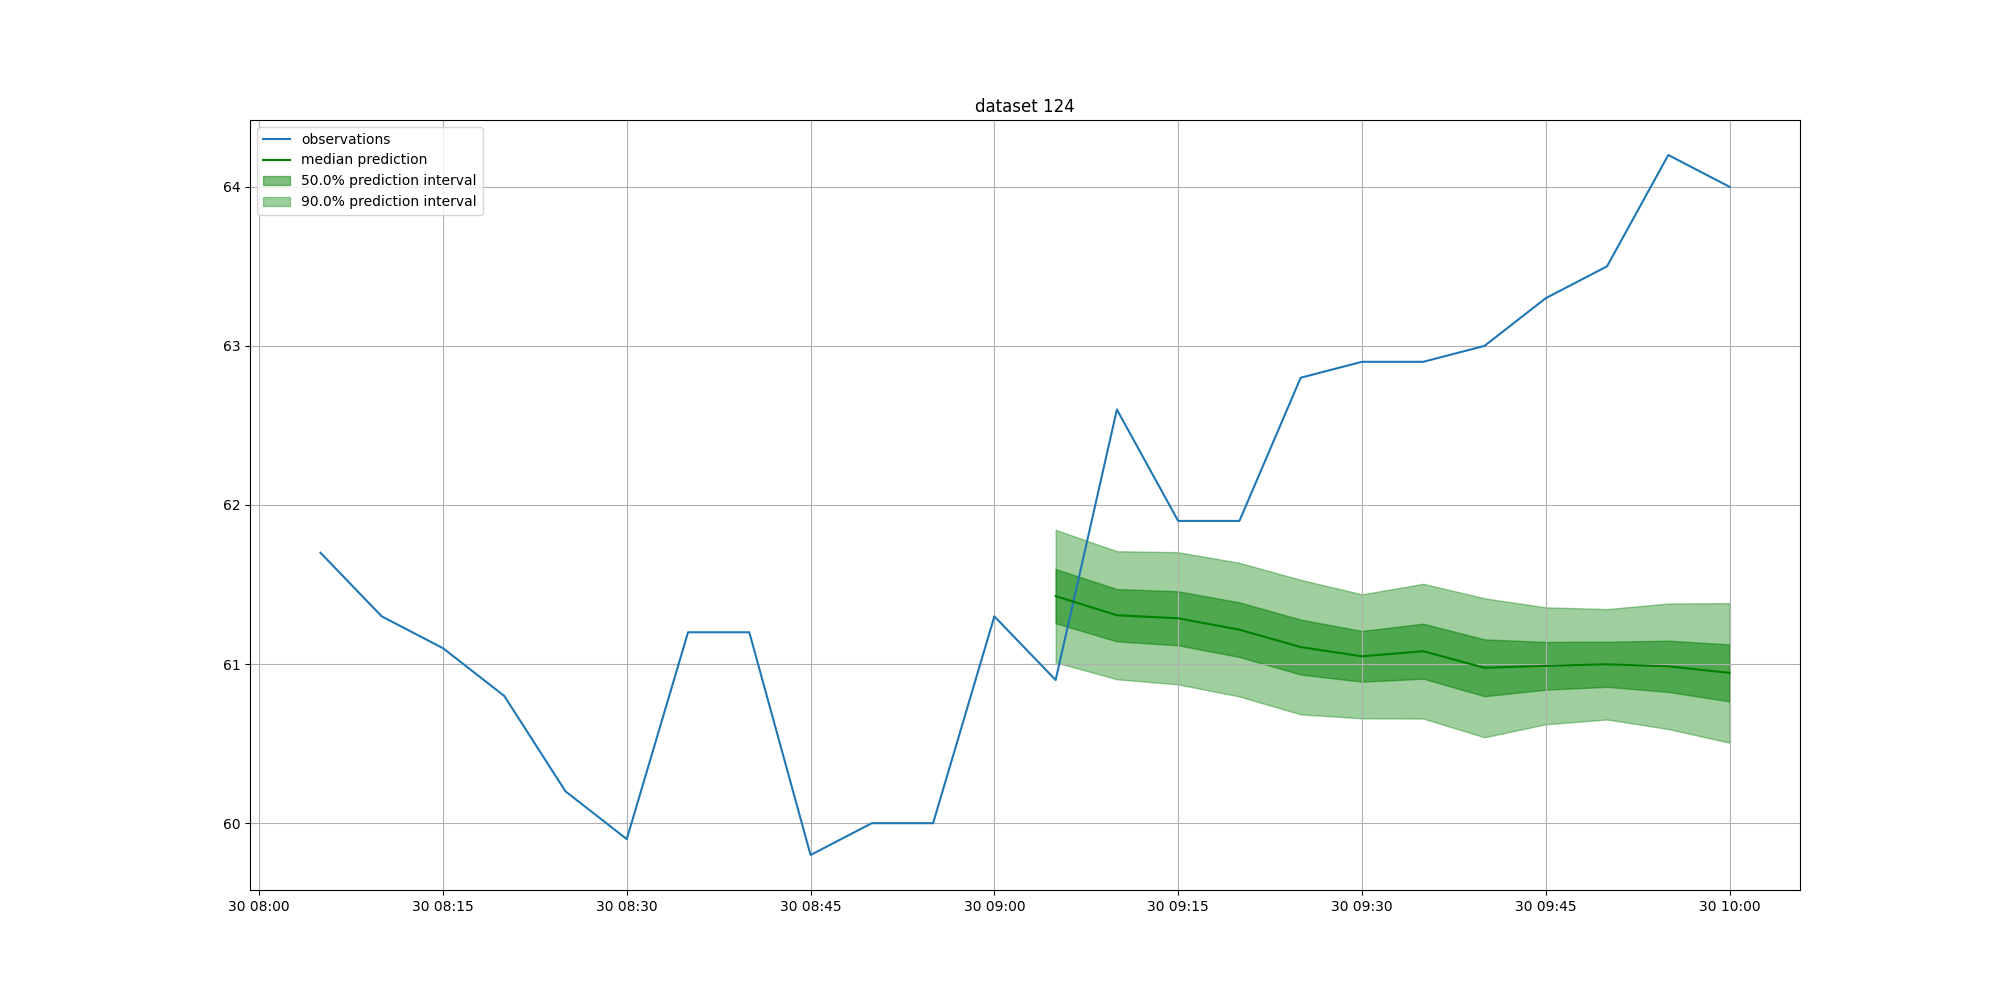 dataset 124
observations
median prediction
50.0% prediction interval
90.0% prediction interval
64
63
62
61
60
30 08:00 30 08:15 30 08:30 30 08:45 30 09:00 30 09:15 30 09:30 30 09:45 30 10:00